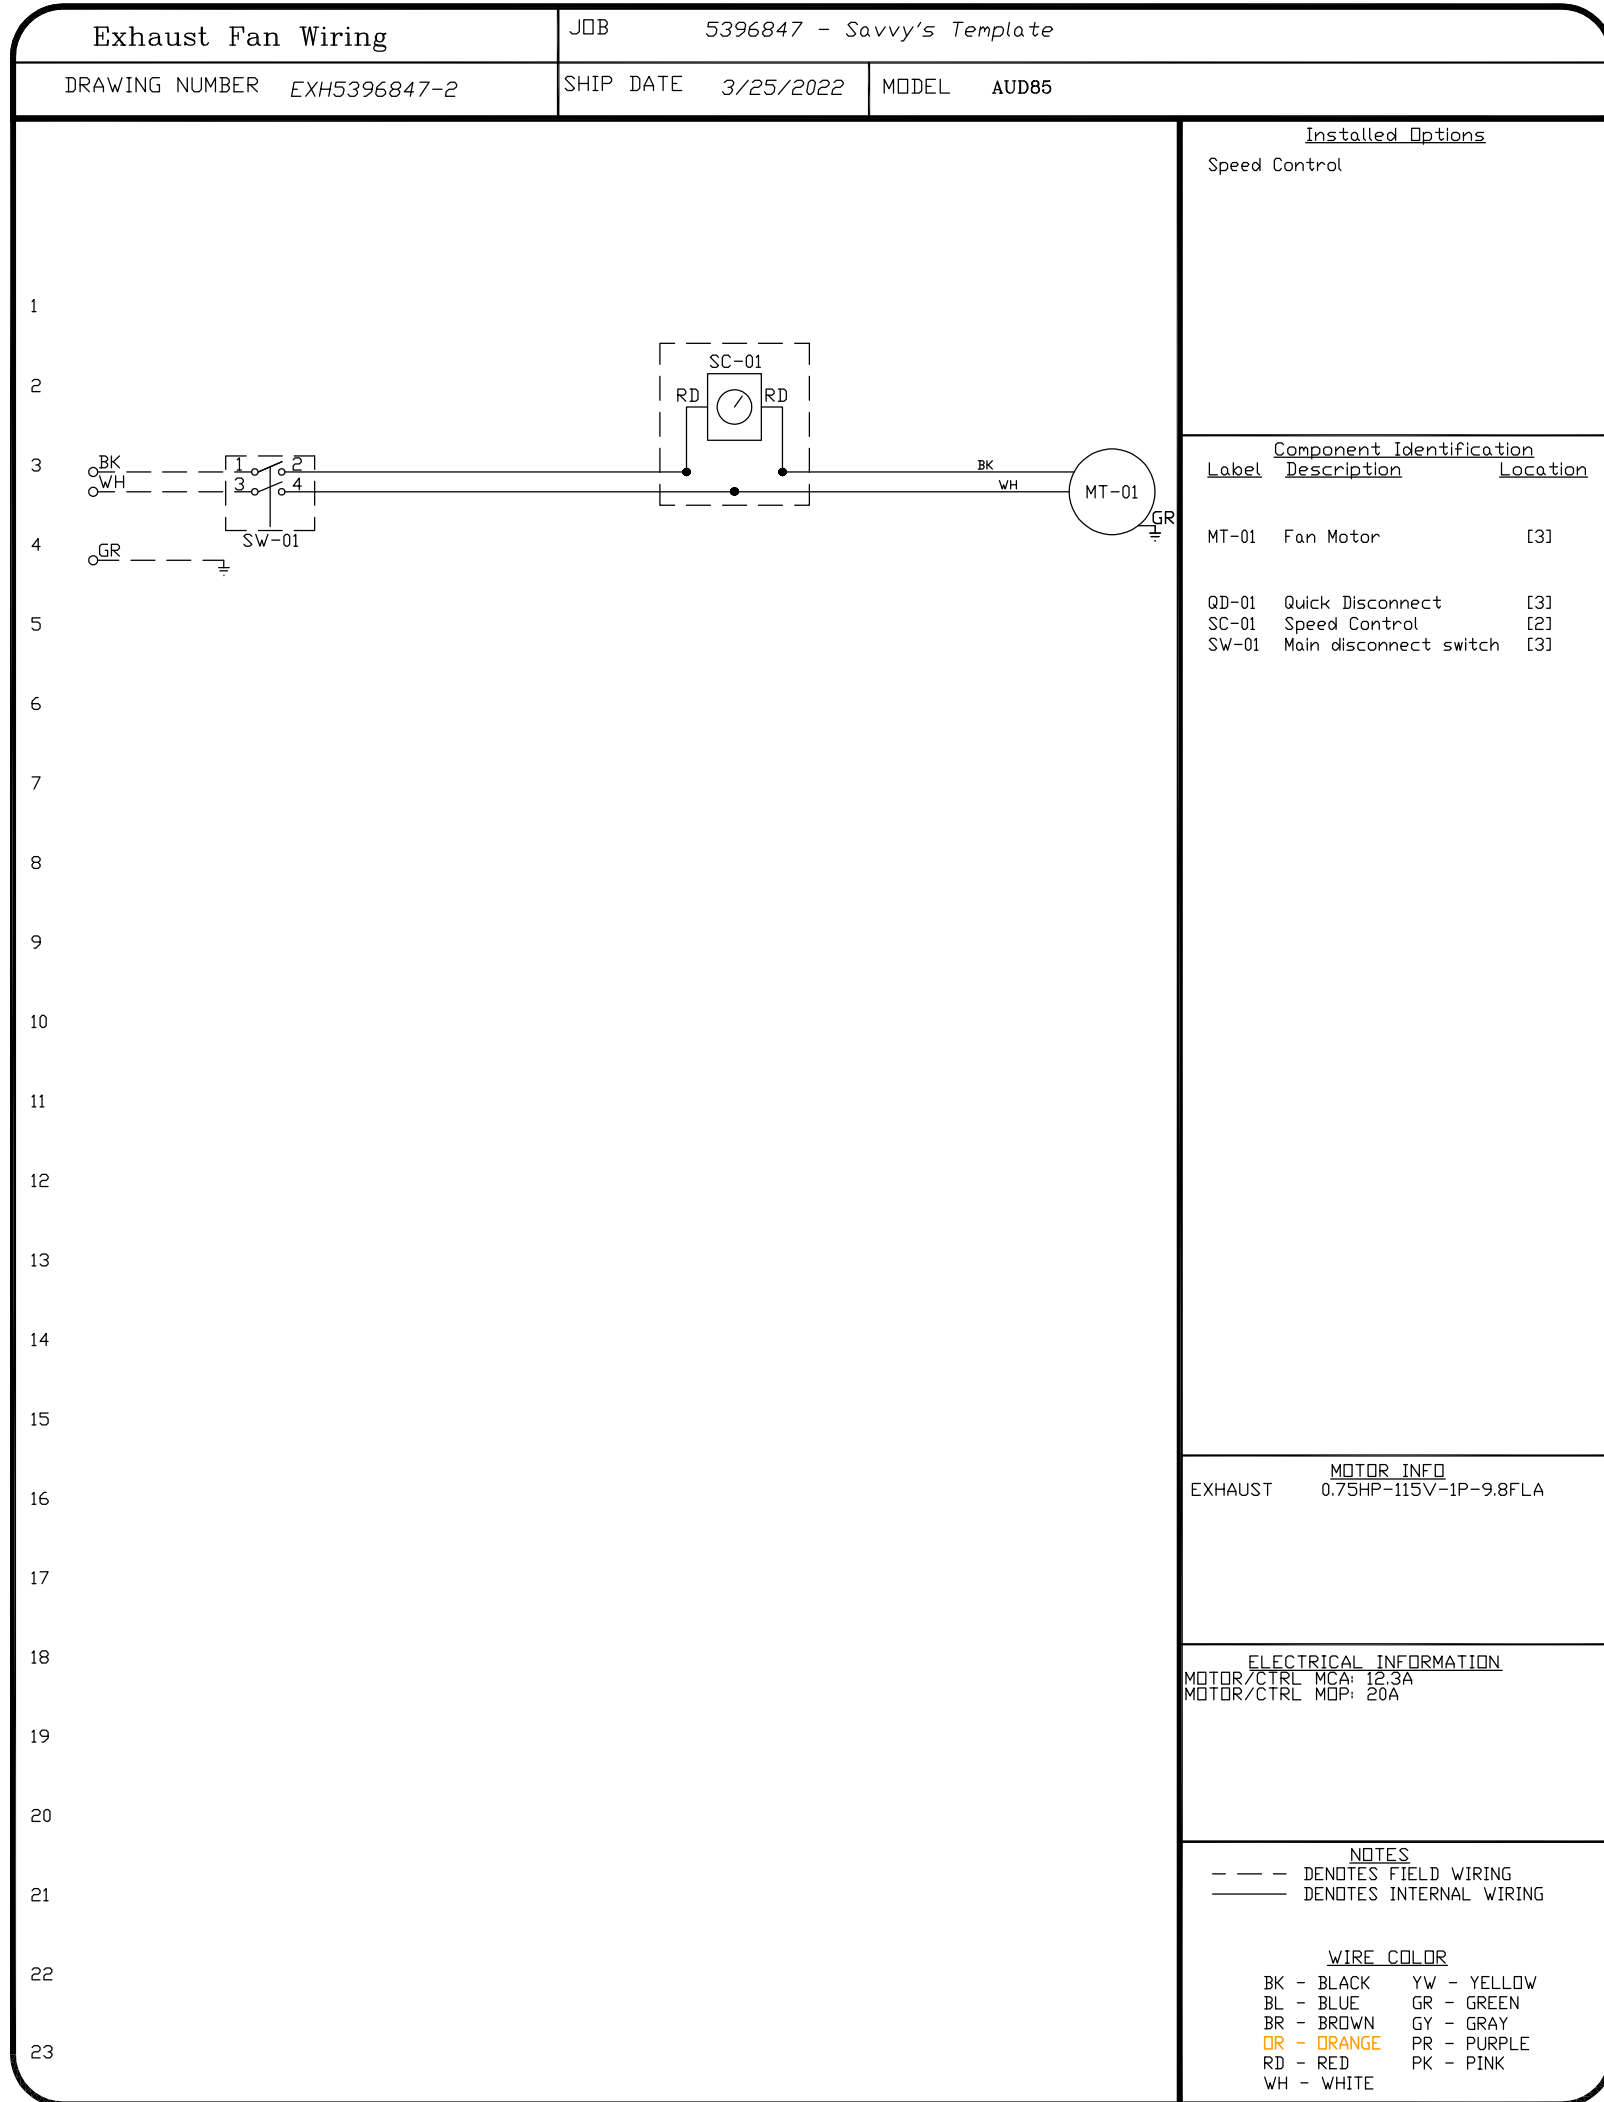 Exhaust Fan Wiring
JOB 5396847 - Savvy's Template
DRAWING NUMBER EXH5396847-2
SHIP DATE 3/25/2022
MODEL AUD85
Installed Options
Speed Control
1
2
3
4
5
6
7
8
9
10
11
12
13
14
15
16
17
18
19
20
21
22
23
SC-01
RD RD
BK 1 2 BK
WH 3 4 WH MT-01
GR
SW-01
GR
Component Identification
Label Description Location
MT-01 Fan Motor [3]
QD-01 Quick Disconnect [3]
SC-01 Speed Control [2]
SW-01 Main disconnect switch [3]
MOTOR INFO
EXHAUST 0.75HP-115V-1P-9.8FLA
ELECTRICAL INFORMATION
MOTOR/CTRL MCA: 12.3A
MOTOR/CTRL MOP: 20A
NOTES
DENOTES FIELD WIRING
DENOTES INTERNAL WIRING
WIRE COLOR
BK - BLACK YW - YELLOW
BL - BLUE GR - GREEN
BR - BROWN GY - GRAY
OR - ORANGE PR - PURPLE
RD - RED PK - PINK
WH - WHITE